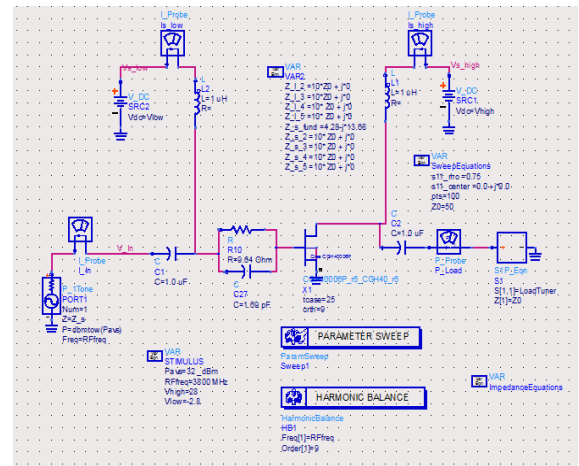 I_Probe
Is_low
Vs_low
V_DC
SRC2
Vdc=Vlow
L
L2
L=1 uH
R=
VAR
VAR2
Z_l_2 =10* Z0 + j*0
Z_l_3 =10* Z0 + j*0
Z_l_4 =10* Z0 + j*0
Z_l_5 =10* Z0 + j*0
Z_s_fund =4.28-j*13.66
Z_s_2 =10* Z0 + j*0
Z_s_3 =10* Z0 + j*0
Z_s_4 =10* Z0 + j*0
Z_s_5 =10* Z0 + j*0
I_Probe
Is_high
Vs_high
L
L1
L=1 uH
R=
V_DC
SRC1
Vdc=Vhigh
VAR
SweepEquations
s11_rho =0.75
s11_center =0.0+j*0.0
pts=100
Z0=50
I_Probe
I_in
V_in
C
C1
C=1.0 uF
R
R10
R=9.64 Ohm
C
C27
C=1.69 pF
X1
tcase=25
crth=9
C
C2
C=1.0 uF
P_Probe
P_Load
S1P_Eqn
S1
S[1,1]=LoadTuner
Z[1]=Z0
P_1Tone
PORT1
Num=1
Z=Z_s
P=dbmtow(Pavs)
Freq=RFfreq
VAR
STIMULUS
Pavs=32 _dBm
RFfreq=3800 MHz
Vhigh=28
Vlow=-2.8
PARAMETER SWEEP
ParamSweep
Sweep1
HARMONIC BALANCE
HarmonicBalance
HB1
Freq[1]=RFfreq
Order[1]=9
VAR
ImpedanceEquations